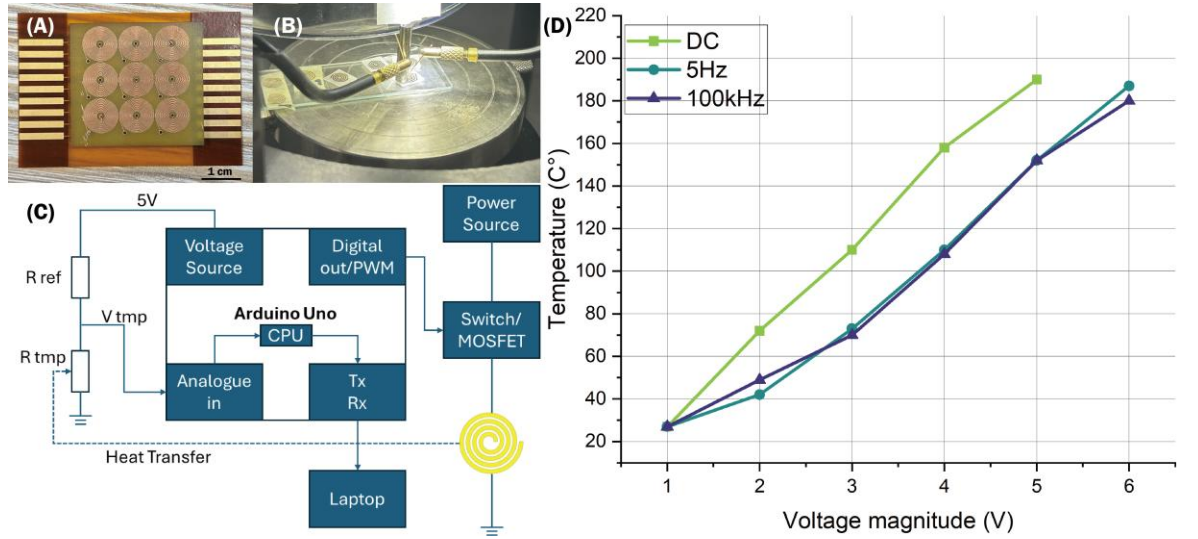 (A)
1 cm
(B)
(C)
5V
R ref
V tmp
R tmp
Voltage
Source
Digital
out/PWM
Arduino Uno
CPU
Analogue
in
Tx
Rx
Heat Transfer
Laptop
Power
Source
Switch/
MOSFET
(D)
DC
5Hz
100kHz
Temperature (C°)
220
200
180
160
140
120
100
80
60
40
20
1 2 3 4 5 6
Voltage magnitude (V)